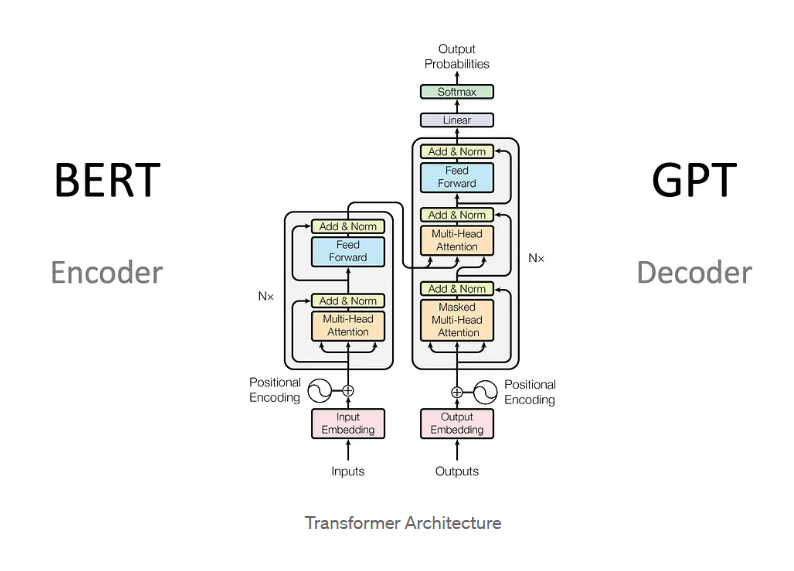 BERT
Encoder
Output
Probabilities
Softmax
Linear
Add & Norm
Feed
Forward
Add & Norm
Multi-Head
Attention
Add & Norm
Masked
Multi-Head
Attention
Nx
Add & Norm
Feed
Forward
Add & Norm
Multi-Head
Attention
Nx
Positional
Encoding
Positional
Encoding
Input
Embedding
Output
Embedding
Inputs
Outputs
GPT
Decoder
Transformer Architecture